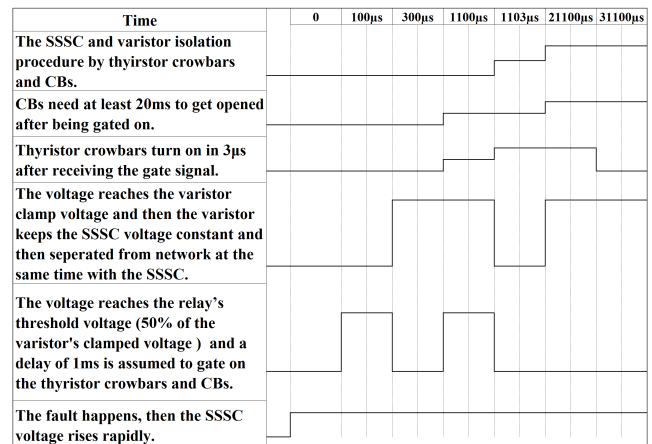 Time 0 100µs 300µs 1100µs 1103µs 21100µs 31100µs
The SSSC and varistor isolation
procedure by thyirstor crowbars
and CBs.
CBs need at least 20ms to get opened
after being gated on.
Thyristor crowbars turn on in 3µs
after receiving the gate signal.
The voltage reaches the varistor
clamp voltage and then the varistor
keeps the SSSC voltage constant and
then seperated from network at the
same time with the SSSC.
The voltage reaches the relay's
threshold voltage (50% of the
varistor's clamped voltage ) and a
delay of 1ms is assumed to gate on
the thyristor crowbars and CBs.
The fault happens, then the SSSC
voltage rises rapidly.